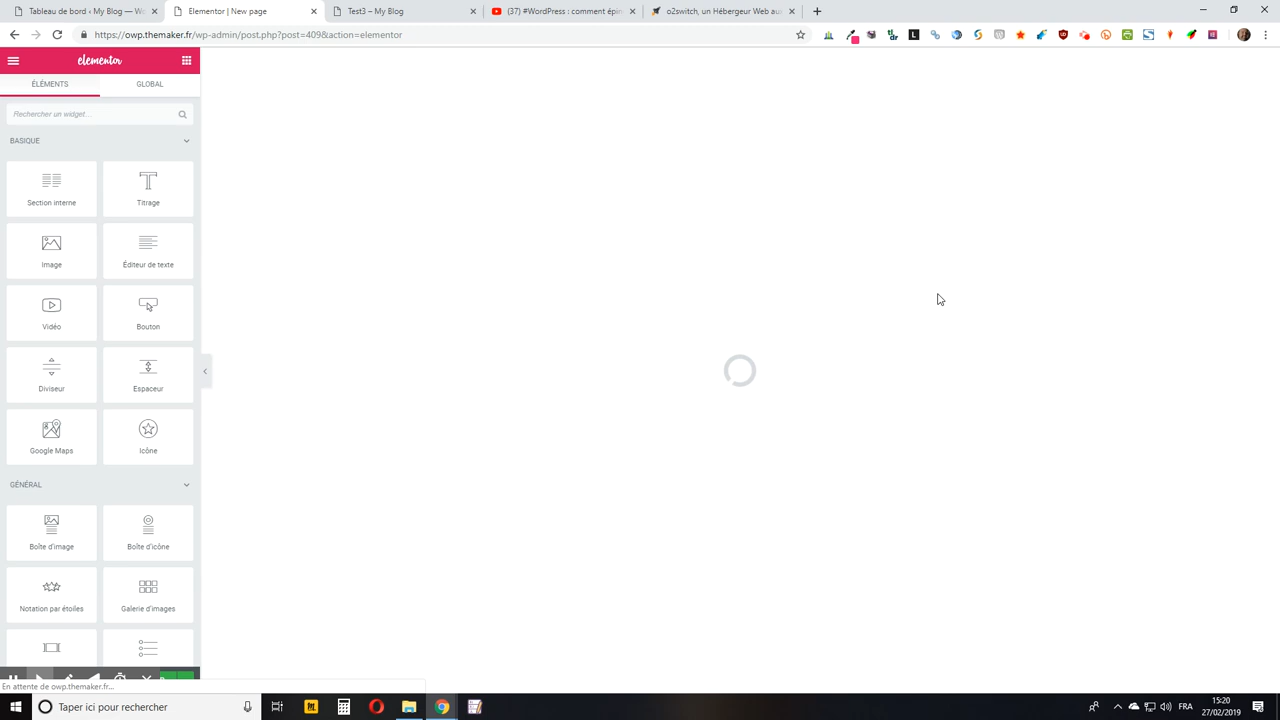 Tableau de bord ‹ My Blog — Wo
Elementor | New page
Test3 – My Blog
(37) #WordPress : comment épin
o2switch, un Hébergeur Web aux
https://owp.themaker.fr/wp-admin/post.php?post=409&action=elementor
elementor
ÉLÉMENTS
GLOBAL
Rechercher un widget...
BASIQUE
Section interne
Titrage
Image
Éditeur de texte
Vidéo
Bouton
Diviseur
Espaceur
Google Maps
Icône
GÉNÉRAL
Boîte d'image
Boîte d'icône
Notation par étoiles
Galerie d'images
En attente de owp.themaker.fr...
Taper ici pour rechercher
FRA
15:20
27/02/2019